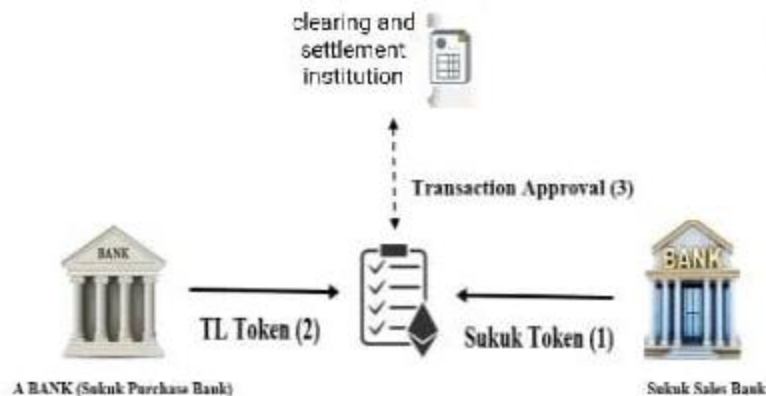 clearing and
settlement
institution
Transaction Approval (3)
BANK
BANK
TL Token (2)
Sukuk Token (1)
A BANK (Sukuk Purchase Bank)
Sukuk Sales Bank